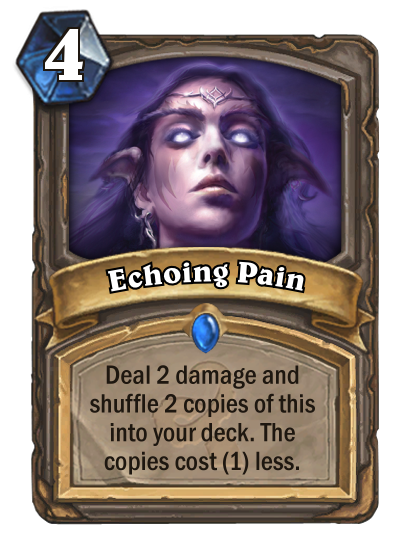 4
Echoing Pain
Deal 2 damage and
shuffle 2 copies of this
into your deck. The
copies cost (1) less.